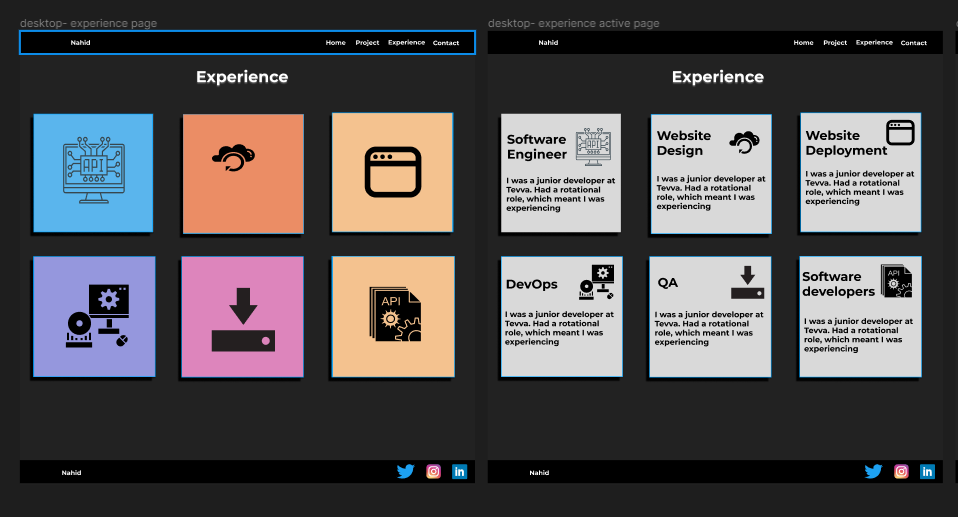 desktop- experience page
Nahid
Home Project Experience Contact
Experience
API
API
Nahid
in
desktop- experience active page
Nahid
Home Project Experience Contact
Experience
Software
Engineer
API
I was a junior developer at
Tevva. Had a rotational
role, which meant I was
experiencing
Website
Design
I was a junior developer at
Tevva. Had a rotational
role, which meant I was
experiencing
Website
Deployment
I was a junior developer at
Tevva. Had a rotational
role, which meant I was
experiencing
DevOps
I was a junior developer at
Tevva. Had a rotational
role, which meant I was
experiencing
QA
I was a junior developer at
Tevva. Had a rotational
role, which meant I was
experiencing
Software
developers
API
I was a junior developer at
Tevva. Had a rotational
role, which meant I was
experiencing
Nahid
in